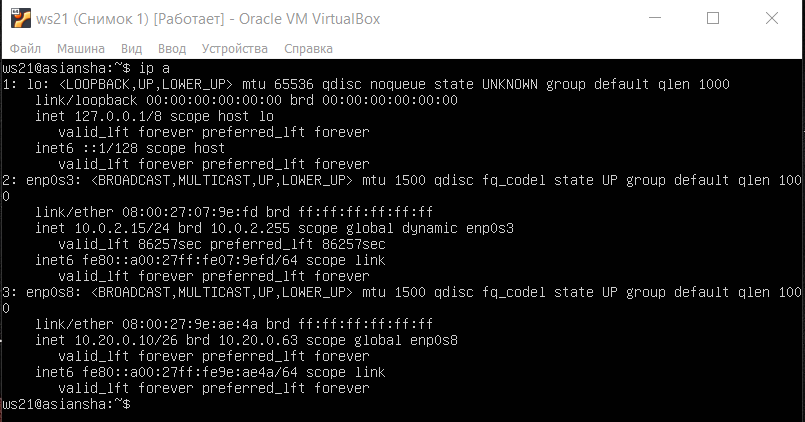 ws21 (Снимок 1) [Работает] - Oracle VM VirtualBox
Файл Машина Вид Ввод Устройства Справка
ws21@asiansha:~$ ip a
1: lo: <LOOPBACK,UP,LOWER_UP> mtu 65536 qdisc noqueue state UNKNOWN group default qlen 1000
link/loopback 00:00:00:00:00:00 brd 00:00:00:00:00:00
inet 127.0.0.1/8 scope host lo
valid_lft forever preferred_lft forever
inet6 ::1/128 scope host
valid_lft forever preferred_lft forever
2: enp0s3: <BROADCAST,MULTICAST,UP,LOWER_UP> mtu 1500 qdisc fq_codel state UP group default qlen 100
0
link/ether 08:00:27:07:9e:fd brd ff:ff:ff:ff:ff:ff
inet 10.0.2.15/24 brd 10.0.2.255 scope global dynamic enp0s3
valid_lft 86257sec preferred_lft 86257sec
inet6 fe80::a00:27ff:fe07:9efd/64 scope link
valid_lft forever preferred_lft forever
3: enp0s8: <BROADCAST,MULTICAST,UP,LOWER_UP> mtu 1500 qdisc fq_codel state UP group default qlen 100
0
link/ether 08:00:27:9e:ae:4a brd ff:ff:ff:ff:ff:ff
inet 10.20.0.10/26 brd 10.20.0.63 scope global enp0s8
valid_lft forever preferred_lft forever
inet6 fe80::a00:27ff:fe9e:ae4a/64 scope link
valid_lft forever preferred_lft forever
ws21@asiansha:~$